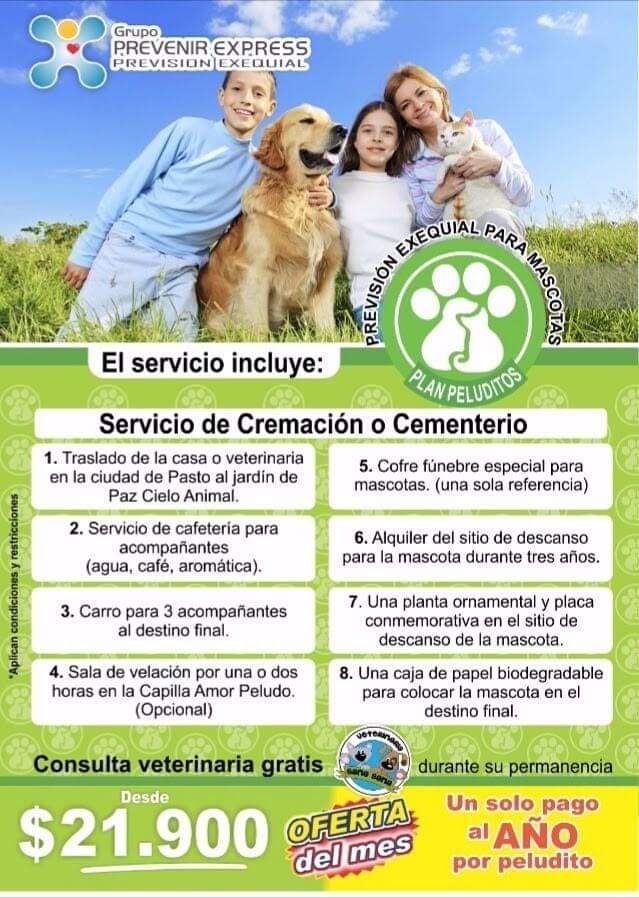 Grupo
PREVENIR EXPRESS
PREVISION EXEQUIAL
PREVISIÓN EXEQUIAL PARA MASCOTAS
PLAN PELUDITOS
El servicio incluye:
Servicio de Cremación o Cementerio
1. Traslado de la casa o veterinaria
en la ciudad de Pasto al jardín de
Paz Cielo Animal.
2. Servicio de cafetería para
acompañantes
(agua, café, aromática).
3. Carro para 3 acompañantes
al destino final.
4. Sala de velación por una o dos
horas en la Capilla Amor Peludo.
(Opcional)
5. Cofre fúnebre especial para
mascotas. (una sola referencia)
6. Alquiler del sitio de descanso
para la mascota durante tres años.
7. Una planta ornamental y placa
conmemorativa en el sitio de
descanso de la mascota.
8. Una caja de papel biodegradable
para colocar la mascota en el
destino final.
*Aplican condiciones y restricciones
Consulta veterinaria gratis
sana sana
durante su permanencia
Desde
$21.900
OFERTA
del mes
Un solo pago
al AÑO
por peludito